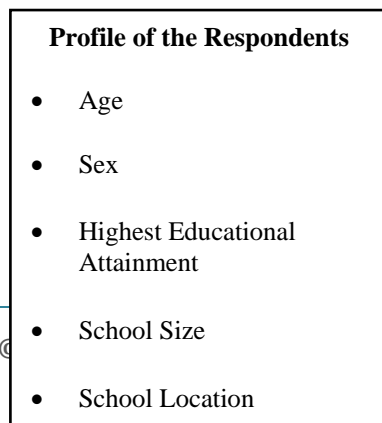 Profile of the Respondents
• Age
• Sex
• Highest Educational
Attainment
• School Size
©
• School Location